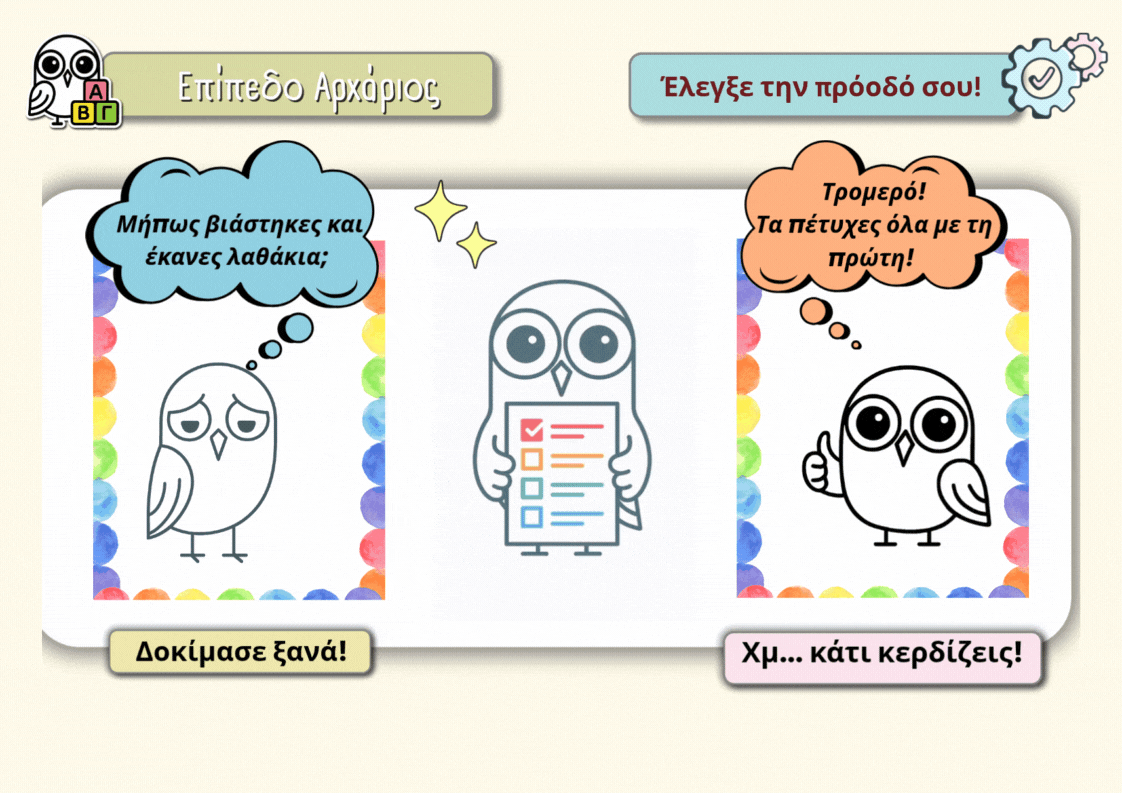 Επίπεδο Αρχάριος
Έλεγξε την πρόοδό σου!
Α
Β Γ
Μήπως βιάστηκες και
έκανες λαθάκια;
Τρομερό!
Τα πέτυχες όλα με τη
πρώτη!
Δοκίμασε ξανά!
Χμ... κάτι κερδίζεις!